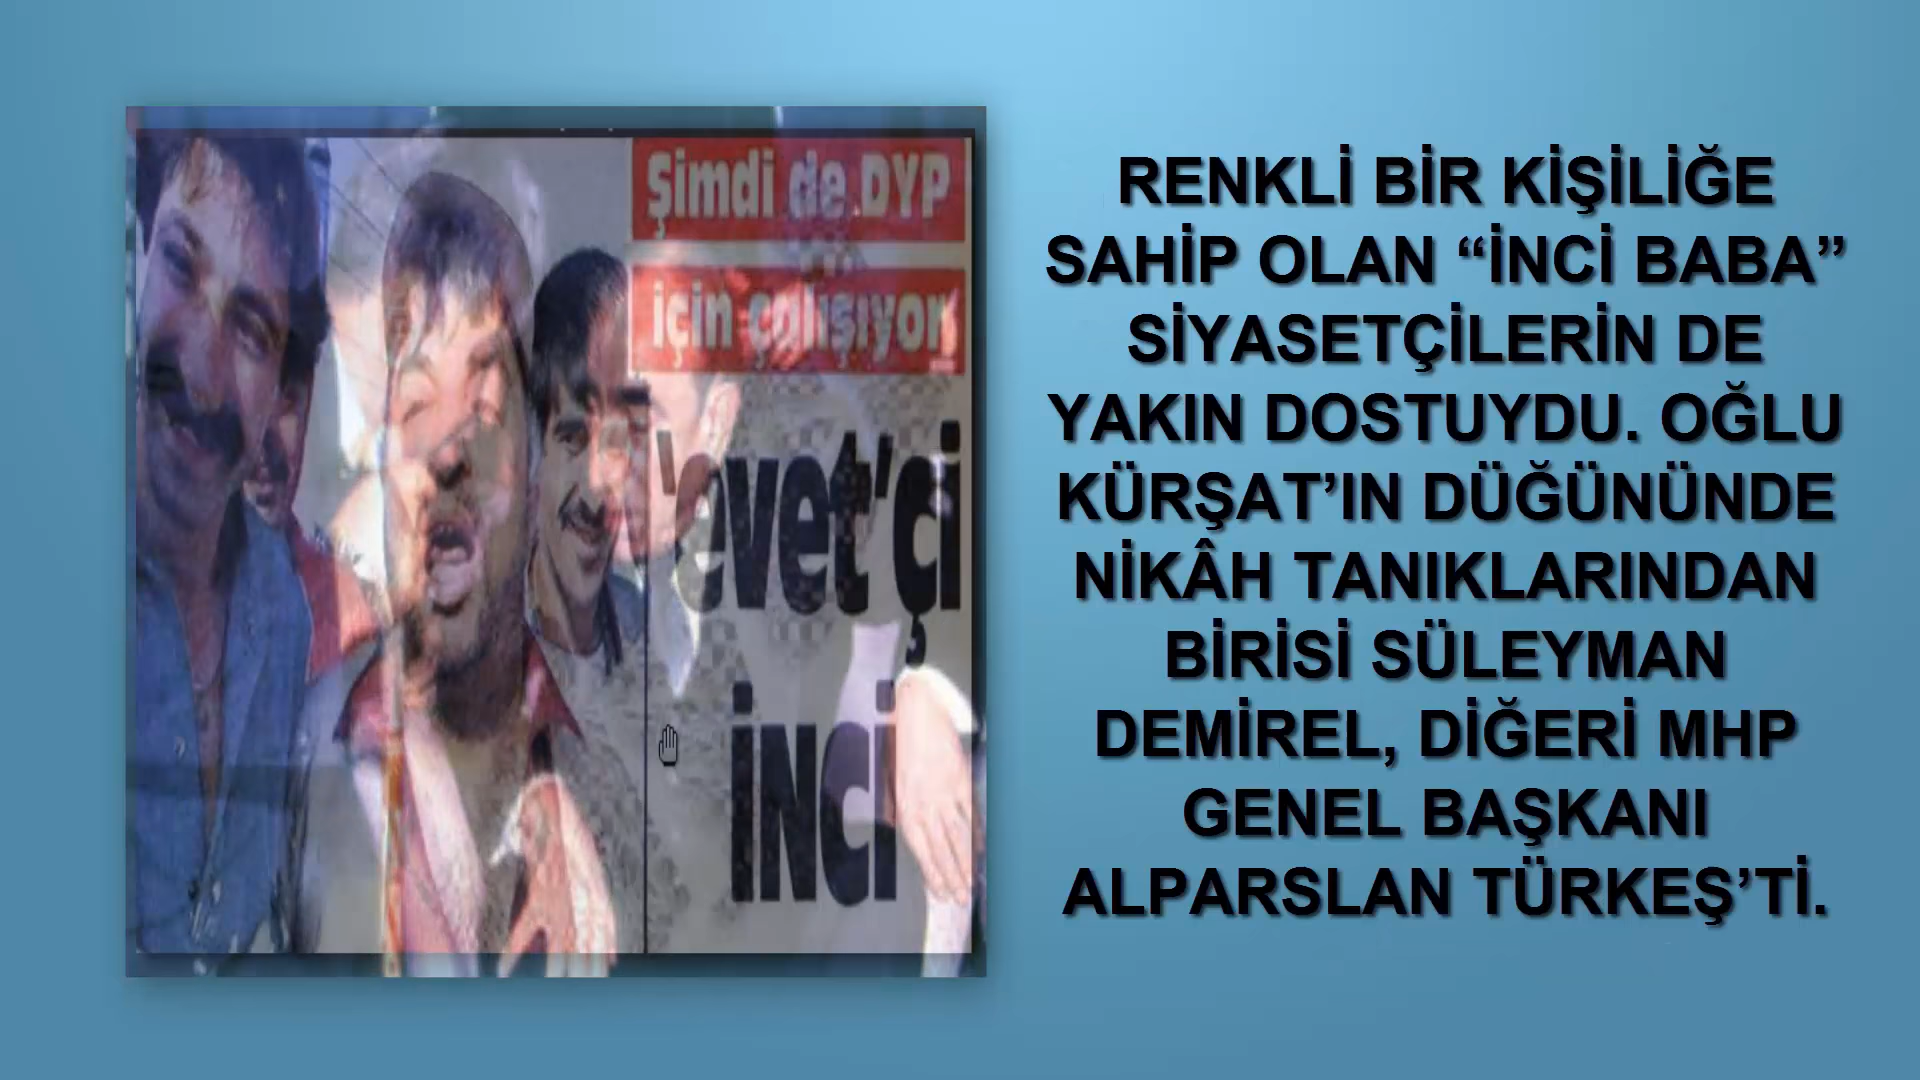 Şimdi de DYP
için çalışıyor
'evet'çi
İNCİ
RENKLİ BİR KİŞİLİĞE
SAHİP OLAN “İNCİ BABA”
SİYASETÇİLERİN DE
YAKIN DOSTUYDU. OĞLU
KÜRŞAT’IN DÜĞÜNÜNDE
NİKÂH TANIKLARINDAN
BİRİSİ SÜLEYMAN
DEMİREL, DİĞERİ MHP
GENEL BAŞKANI
ALPARSLAN TÜRKEŞ’Tİ.